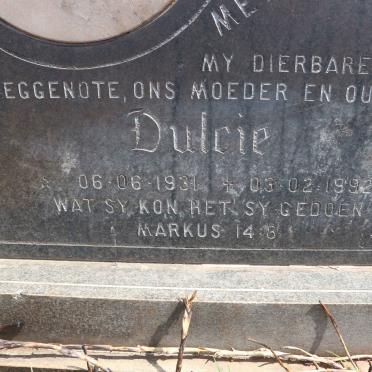 ME
MY DIERBARE
EGGENOTE, ONS MOEDER EN OU
Dulcie
* 06-06-1931 + 03-02-1992
WAT SY KON HET SY GEDOEN
MARKUS 14:8